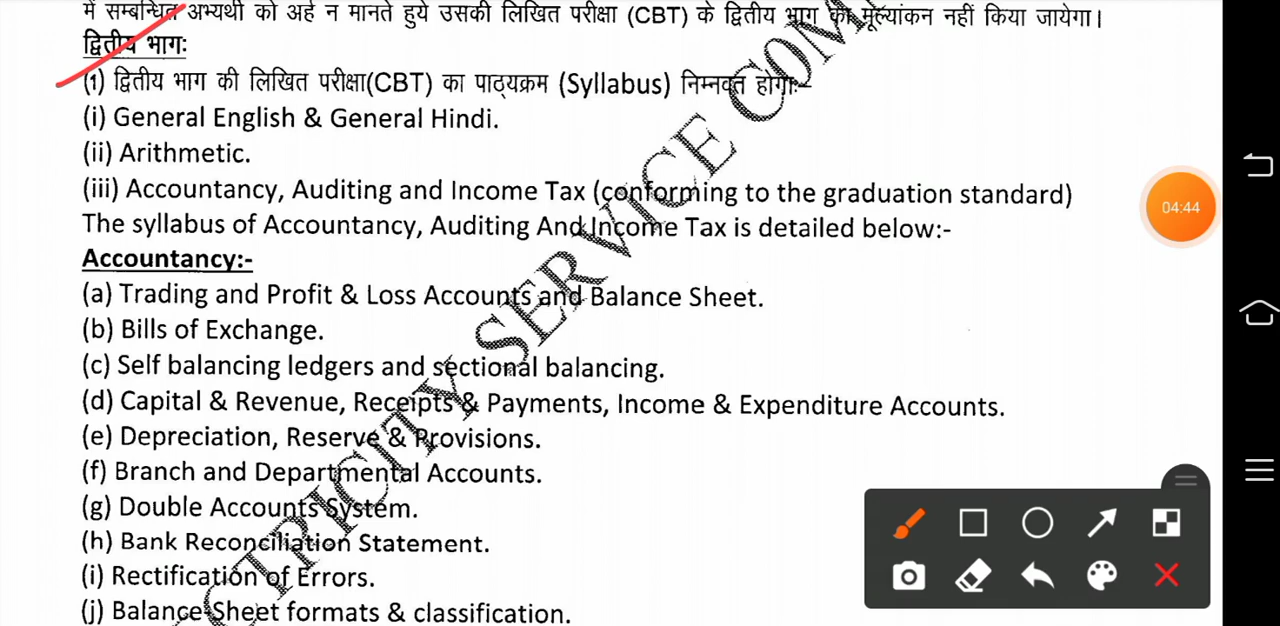 में सम्बन्धित अभ्यर्थी को अर्ह न मानते हुये उसकी लिखित परीक्षा (CBT) के द्वितीय भाग का मूल्यांकन नहीं किया जायेगा।
द्वितीय भागः
(1) द्वितीय भाग की लिखित परीक्षा(CBT) का पाठ्यक्रम (Syllabus) निम्नवत् होगाः-
(i) General English & General Hindi.
(ii) Arithmetic.
(iii) Accountancy, Auditing and Income Tax (conforming to the graduation standard)
04:44
The syllabus of Accountancy, Auditing And Income Tax is detailed below:-
Accountancy:-
(a) Trading and Profit & Loss Accounts and Balance Sheet.
(b) Bills of Exchange.
(c) Self balancing ledgers and sectional balancing.
(d) Capital & Revenue, Receipts & Payments, Income & Expenditure Accounts.
(e) Depreciation, Reserve & Provisions.
(f) Branch and Departmental Accounts.
(g) Double Accounts System.
(h) Bank Reconciliation Statement.
(i) Rectification of Errors.
(j) Balance Sheet formats & classification.
CTRICITY SERVICE COM